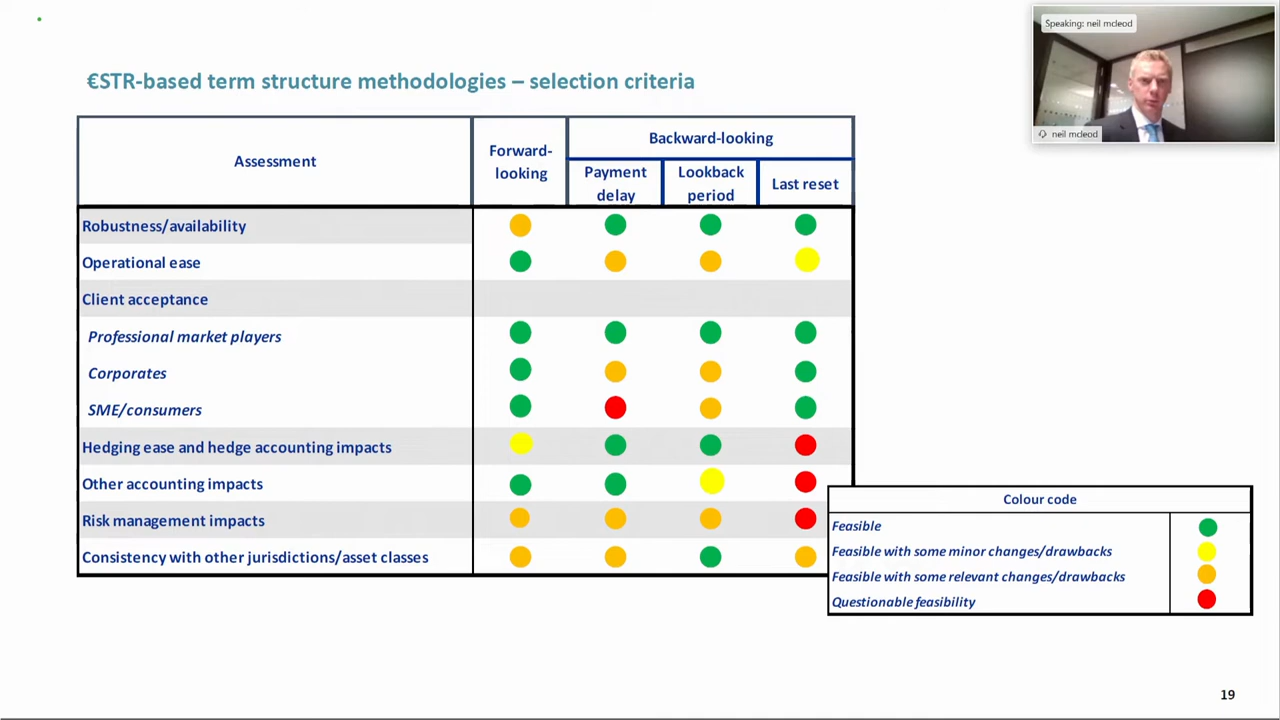 Speaking: neil mcleod
neil mcleod
€STR-based term structure methodologies – selection criteria
Assessment
Forward-
looking
Backward-looking
Payment
delay
Lookback
period
Last reset
Robustness/availability
Operational ease
Client acceptance
Professional market players
Corporates
SME/consumers
Hedging ease and hedge accounting impacts
Other accounting impacts
Risk management impacts
Consistency with other jurisdictions/asset classes
Colour code
Feasible
Feasible with some minor changes/drawbacks
Feasible with some relevant changes/drawbacks
Questionable feasibility
19